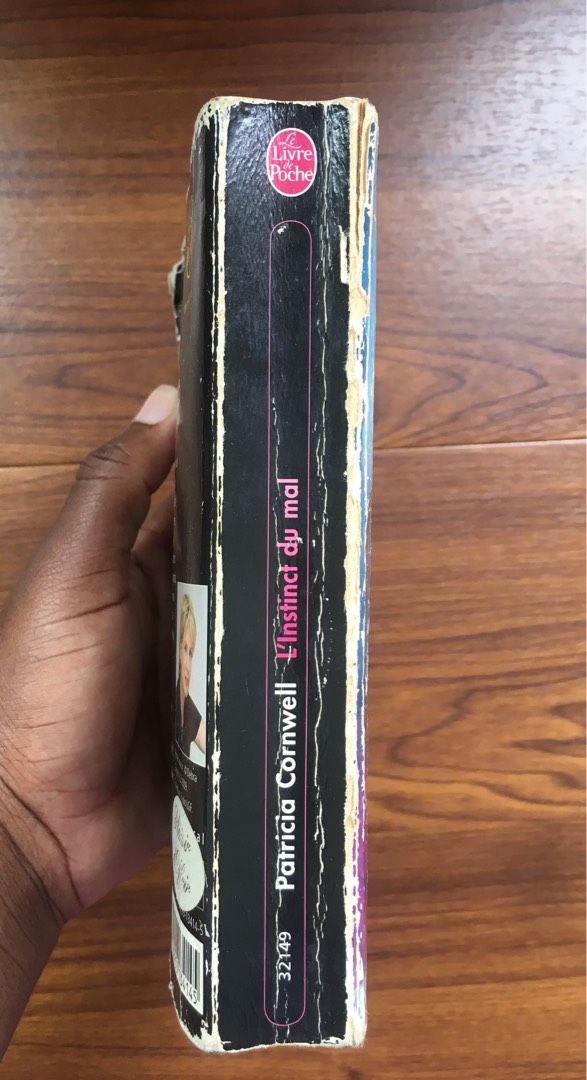 Le
Livre
de
Poche
32149 Patricia Cornwell L'Instinct du mal